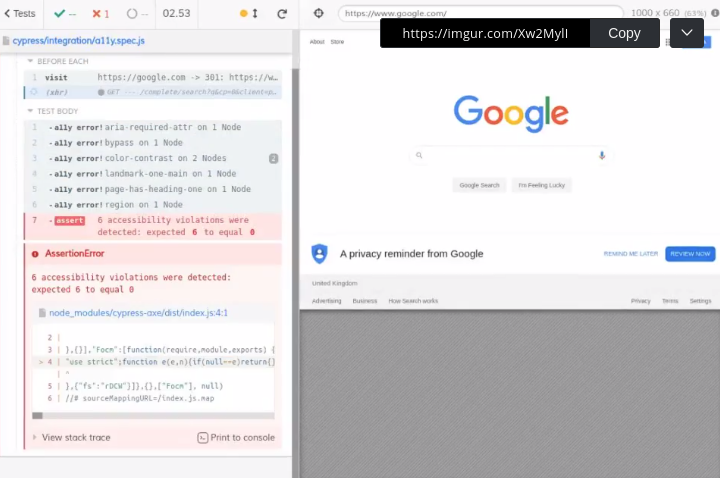 Tests
--
1
--
02.53
https://www.google.com/
1000 x 660 (63%)
https://imgur.com/Xw2MylI
Copy
cypress/integration/a11y.spec.js
About Store
BEFORE EACH
1 visit https://google.com -> 301: https://w…
(xhr) GET --- /complete/search?q&cp=0&client=p…
TEST BODY
1 - a11y error! aria-required-attr on 1 Node
2 - a11y error! bypass on 1 Node
3 - a11y error! color-contrast on 2 Nodes 2
4 - a11y error! landmark-one-main on 1 Node
5 - a11y error! page-has-heading-one on 1 Node
6 - a11y error! region on 1 Node
7 - assert 6 accessibility violations were
detected: expected 6 to equal 0
AssertionError
6 accessibility violations were detected:
expected 6 to equal 0
node_modules/cypress-axe/dist/index.js:4:1
2 |
3 | },{}],"Focm":[function(require,module,exports) {
> 4 | "use strict";function e(e,n){if(null==e)return{}
| ^
5 | },{"fs":"rDCW"}]},{},["Focm"], null)
6 | //# sourceMappingURL=/index.js.map
View stack trace
Print to console
Google
Google Search
I'm Feeling Lucky
A privacy reminder from Google
REMIND ME LATER
REVIEW NOW
United Kingdom
Advertising Business How Search works
Privacy Terms Settings